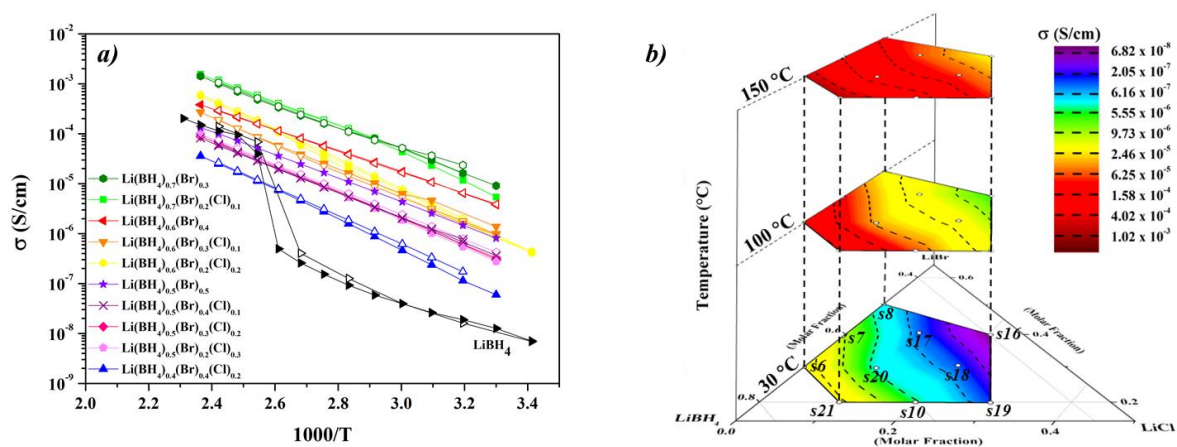 a)
σ (S/cm)
10⁻²
10⁻³
10⁻⁴
10⁻⁵
10⁻⁶
10⁻⁷
10⁻⁸
10⁻⁹
Li(BH₄)₀.₇(Br)₀.₃
Li(BH₄)₀.₇(Br)₀.₂(Cl)₀.₁
Li(BH₄)₀.₆(Br)₀.₄
Li(BH₄)₀.₆(Br)₀.₃(Cl)₀.₁
Li(BH₄)₀.₆(Br)₀.₂(Cl)₀.₂
Li(BH₄)₀.₅(Br)₀.₅
Li(BH₄)₀.₅(Br)₀.₄(Cl)₀.₁
Li(BH₄)₀.₅(Br)₀.₃(Cl)₀.₂
Li(BH₄)₀.₅(Br)₀.₂(Cl)₀.₃
Li(BH₄)₀.₄(Br)₀.₄(Cl)₀.₂
LiBH₄
2.0 2.2 2.4 2.6 2.8 3.0 3.2 3.4
1000/T
b)
σ (S/cm)
6.82 x 10⁻⁸
2.05 x 10⁻⁷
6.16 x 10⁻⁷
5.55 x 10⁻⁶
9.73 x 10⁻⁶
2.46 x 10⁻⁵
6.25 x 10⁻⁵
1.58 x 10⁻⁴
4.02 x 10⁻⁴
1.02 x 10⁻³
Temperature (°C)
150 °C
100 °C
30 °C
LiBr
0.4 0.6
(Molar Fraction)
(Molar Fraction)
s8
s7 s17 s16 0.4
s6 s20 s18
0.8 s21 s10 s19 0.2
LiBH₄ LiCl
0.0 0.2 0.4
(Molar Fraction)